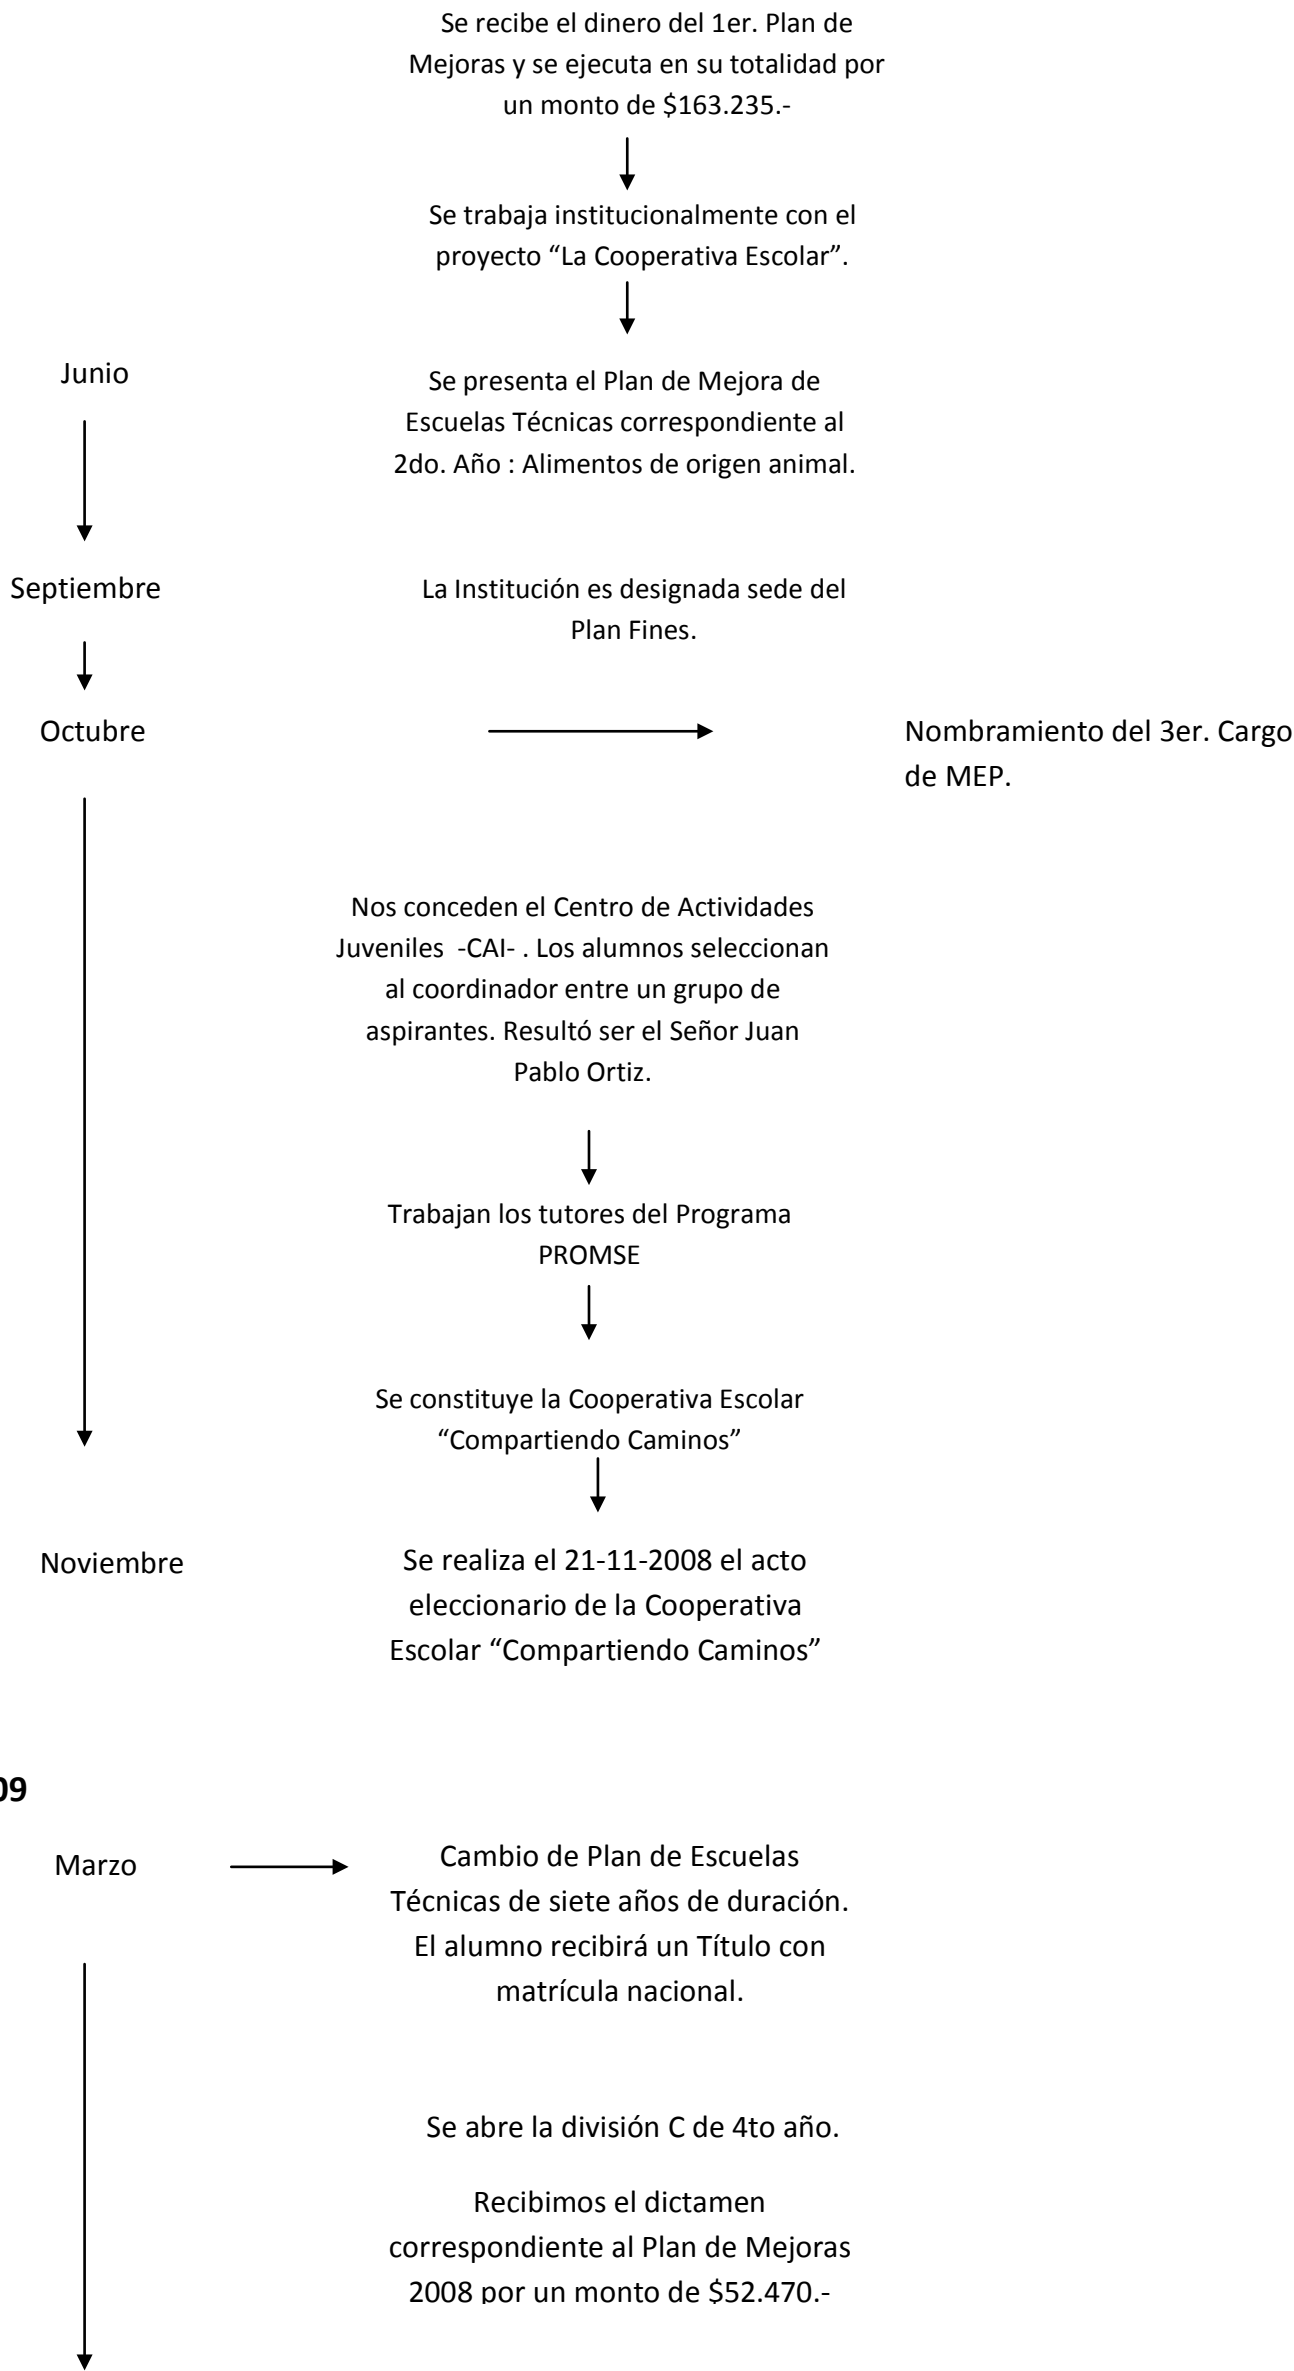 Se recibe el dinero del 1er. Plan de
Mejoras y se ejecuta en su totalidad por
un monto de $163.235.-
Se trabaja institucionalmente con el
proyecto “La Cooperativa Escolar”.
Junio
Se presenta el Plan de Mejora de
Escuelas Técnicas correspondiente al
2do. Año : Alimentos de origen animal.
Septiembre
La Institución es designada sede del
Plan Fines.
Octubre
Nombramiento del 3er. Cargo
de MEP.
Nos conceden el Centro de Actividades
Juveniles -CAI- . Los alumnos seleccionan
al coordinador entre un grupo de
aspirantes. Resultó ser el Señor Juan
Pablo Ortiz.
Trabajan los tutores del Programa
PROMSE
Se constituye la Cooperativa Escolar
“Compartiendo Caminos”
Noviembre
Se realiza el 21-11-2008 el acto
eleccionario de la Cooperativa
Escolar “Compartiendo Caminos”
09
Marzo
Cambio de Plan de Escuelas
Técnicas de siete años de duración.
El alumno recibirá un Título con
matrícula nacional.
Se abre la división C de 4to año.
Recibimos el dictamen
correspondiente al Plan de Mejoras
2008 por un monto de $52.470.-